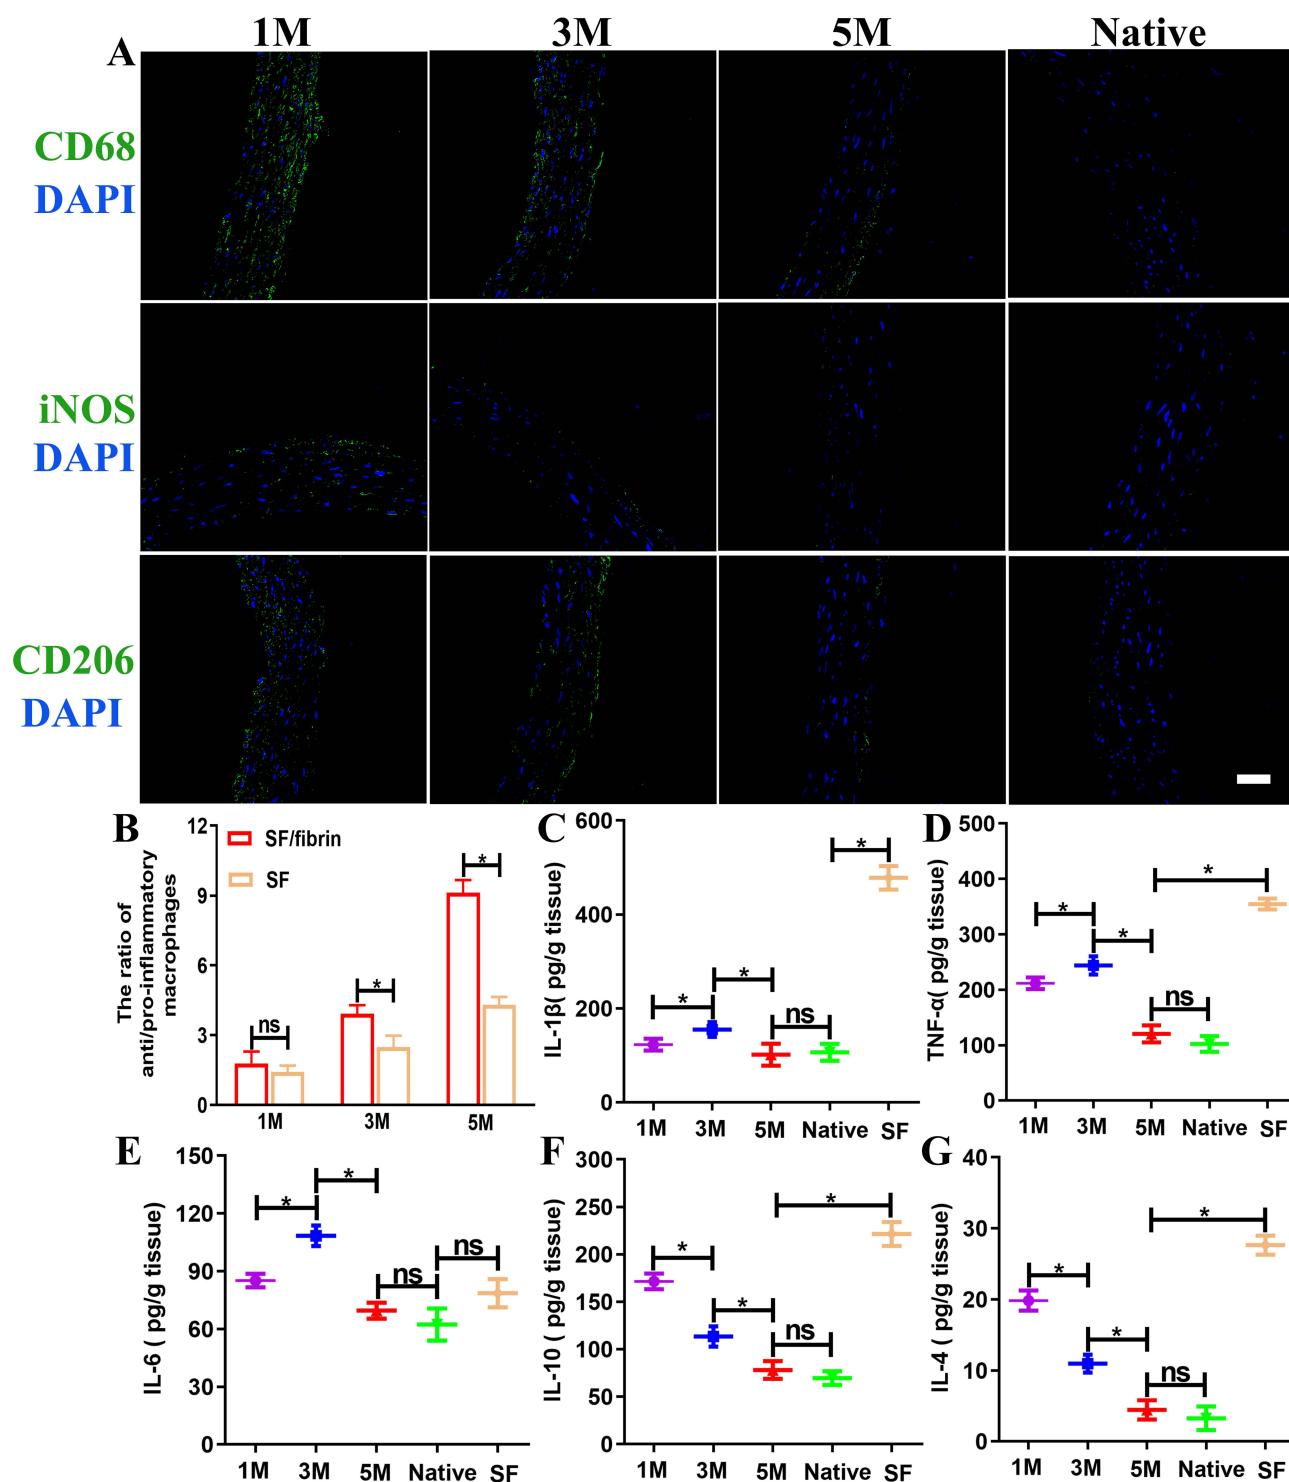 1M 3M 5M Native
A
CD68
DAPI
iNOS
DAPI
CD206
DAPI
B
The ratio of
anti/pro-inflammatory
macrophages
12
9
6
3
0
SF/fibrin
SF
ns
*
*
1M 3M 5M
C
IL-1β( pg/g tissue)
600
400
200
0
*
*
ns
*
1M 3M 5M Native SF
D
TNF-α( pg/g tissue)
500
400
300
200
100
0
*
*
ns
*
1M 3M 5M Native SF
E
IL-6 ( pg/g tissue)
150
120
90
60
30
0
*
*
ns
ns
1M 3M 5M Native SF
F
IL-10 ( pg/g tissue)
300
250
200
150
100
50
0
*
*
ns
*
1M 3M 5M Native SF
G
IL-4 ( pg/g tissue)
40
30
20
10
0
*
*
ns
*
1M 3M 5M Native SF